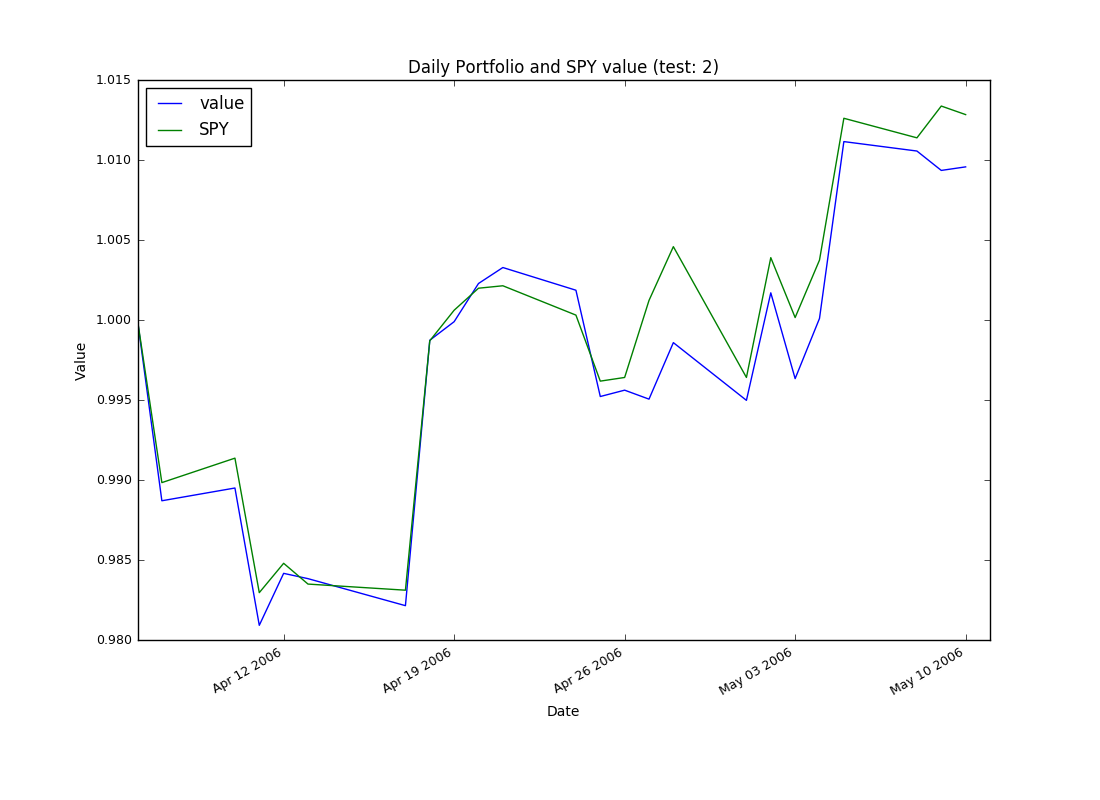 Daily Portfolio and SPY value (test: 2)
value
SPY
1.015
1.010
1.005
1.000
0.995
0.990
0.985
0.980
Value
Apr 12 2006
Apr 19 2006
Apr 26 2006
May 03 2006
May 10 2006
Date